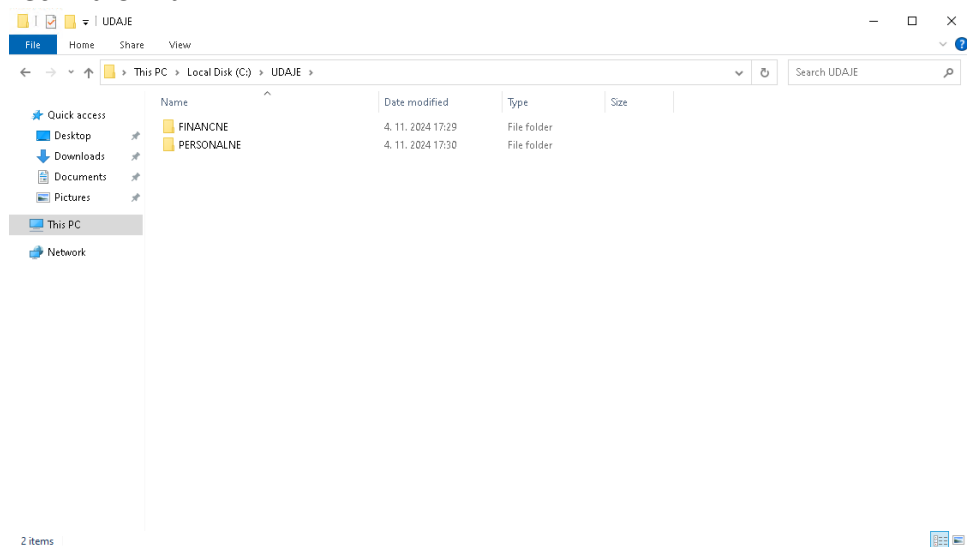 UDAJE
File Home Share View
This PC > Local Disk (C:) > UDAJE >
Search UDAJE
Name Date modified Type Size
Quick access
Desktop
Downloads
Documents
Pictures
This PC
Network
FINANCNE 4. 11. 2024 17:29 File folder
PERSONALNE 4. 11. 2024 17:30 File folder
2 items